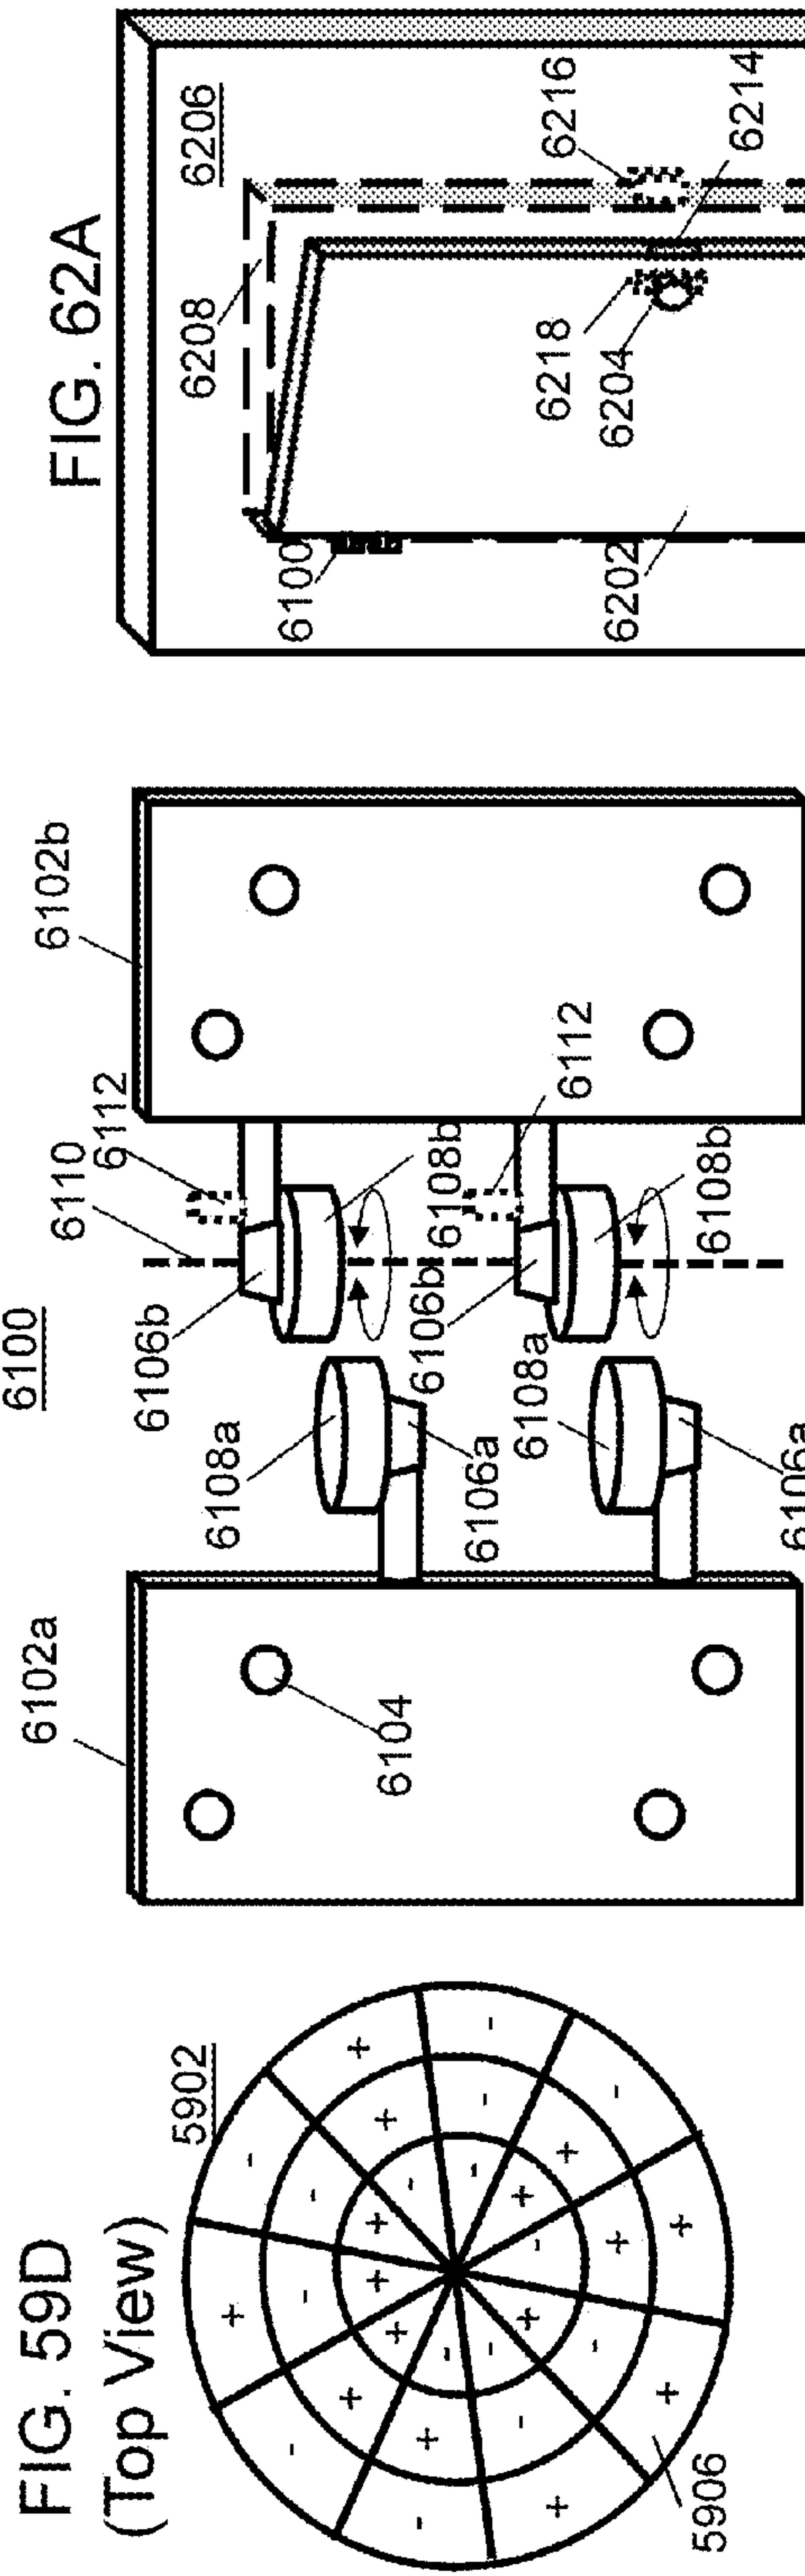 FIG. 59D
(Top View)
5902
5906
+ - + - - + + - + -
- - + - + + - - + +
+ + - - + - + - - +
6100
6102a
6104
6108a
6106a
6108a
6106a
6110
6112
6106b
6108b
6112
6106b
6108b
6102b
FIG. 62A
6206
6208
6216
6214
6218
6204
6100
6202